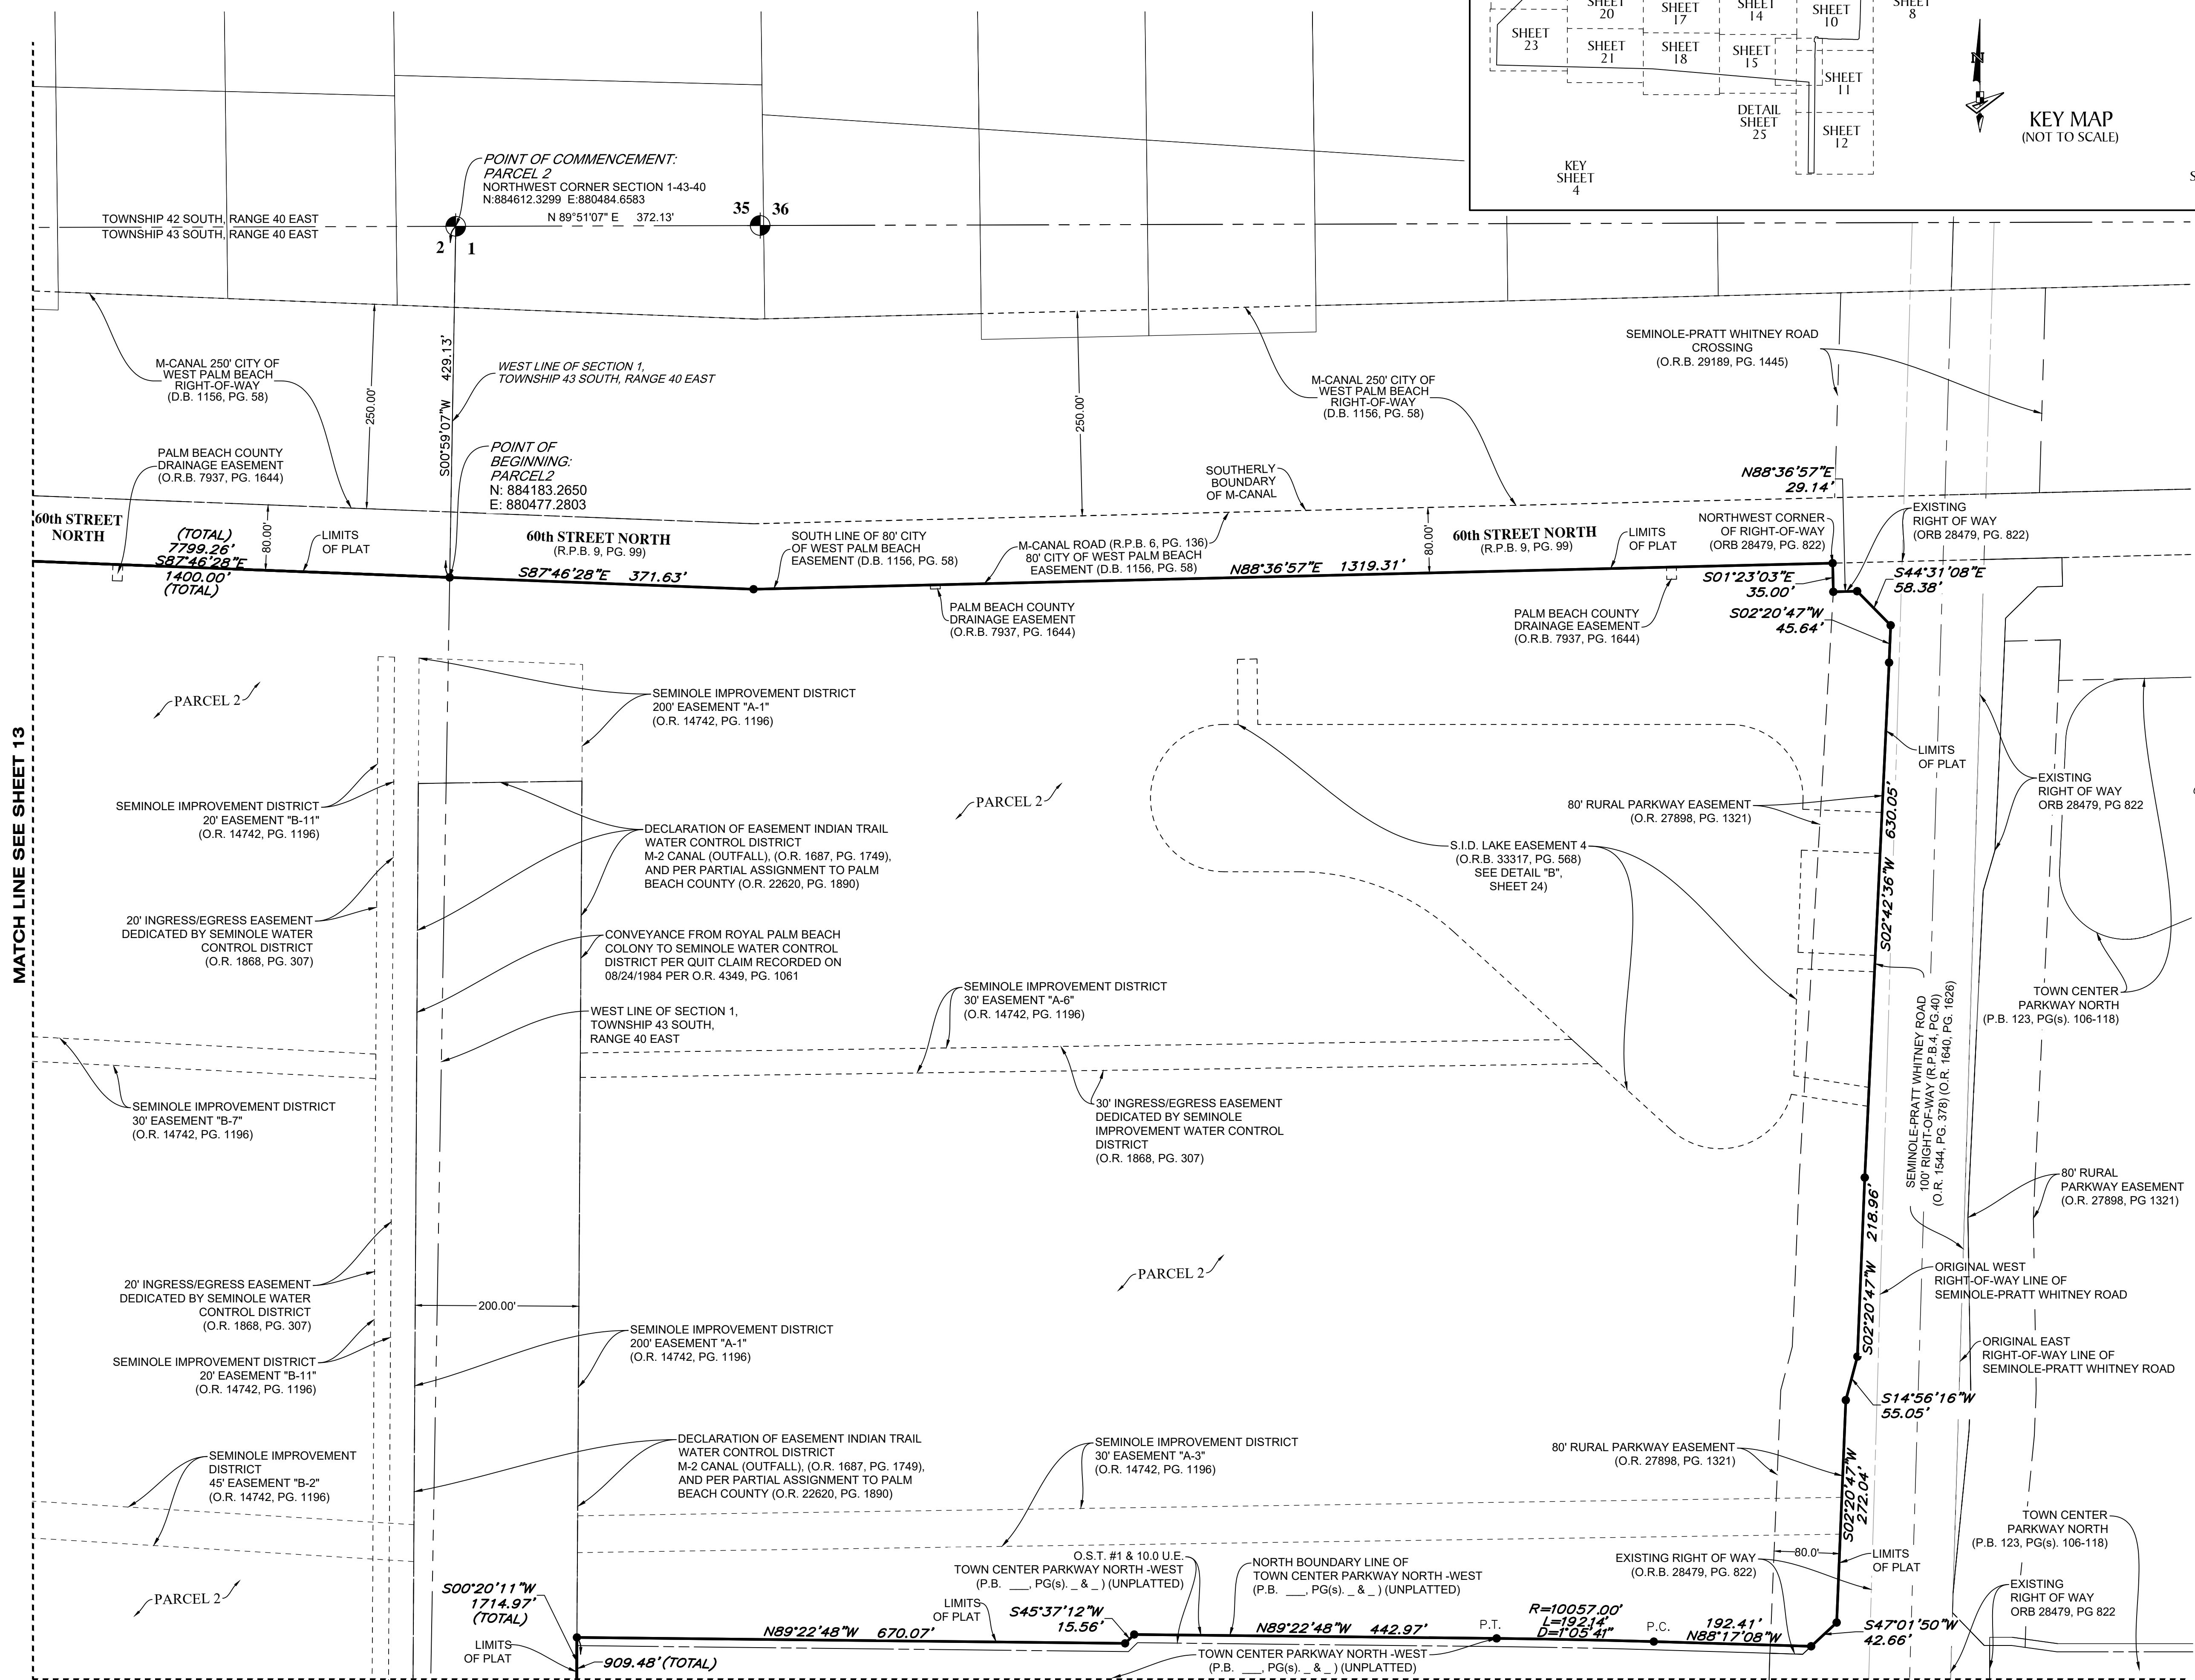 SHEET
20
SHEET
17
SHEET
14
SHEET
10
SHEET
8
SHEET
23
SHEET
21
SHEET
18
SHEET
15
SHEET
11
DETAIL
SHEET
25
SHEET
12
KEY
SHEET
4
N
KEY MAP
(NOT TO SCALE)
POINT OF COMMENCEMENT:
PARCEL 2
NORTHWEST CORNER SECTION 1-43-40
N:884612.3299 E:880484.6583
N 89°51'07" E 372.13'
35 36
2 1
TOWNSHIP 42 SOUTH, RANGE 40 EAST
TOWNSHIP 43 SOUTH, RANGE 40 EAST
M-CANAL 250' CITY OF
WEST PALM BEACH
RIGHT-OF-WAY
(D.B. 1156, PG. 58)
250.00'
S00°59'07"W 429.13'
WEST LINE OF SECTION 1,
TOWNSHIP 43 SOUTH, RANGE 40 EAST
M-CANAL 250' CITY OF
WEST PALM BEACH
RIGHT-OF-WAY
(D.B. 1156, PG. 58)
250.00'
SEMINOLE-PRATT WHITNEY ROAD
CROSSING
(O.R.B. 29189, PG. 1445)
PALM BEACH COUNTY
DRAINAGE EASEMENT
(O.R.B. 7937, PG. 1644)
POINT OF
BEGINNING:
PARCEL2
N: 884183.2650
E: 880477.2803
SOUTHERLY
BOUNDARY
OF M-CANAL
N88°36'57"E
29.14'
60th STREET
NORTH
(TOTAL)
7799.26'
S87°46'28"E
1400.00'
(TOTAL)
80.00'
LIMITS
OF PLAT
60th STREET NORTH
(R.P.B. 9, PG. 99)
S87°46'28"E 371.63'
SOUTH LINE OF 80' CITY
OF WEST PALM BEACH
EASEMENT (D.B. 1156, PG. 58)
M-CANAL ROAD (R.P.B. 6, PG. 136)
80' CITY OF WEST PALM BEACH
EASEMENT (D.B. 1156, PG. 58)
N88°36'57"E 1319.31'
80.00'
60th STREET NORTH
(R.P.B. 9, PG. 99)
LIMITS
OF PLAT
NORTHWEST CORNER
OF RIGHT-OF-WAY
(ORB 28479, PG. 822)
EXISTING
RIGHT OF WAY
(ORB 28479, PG. 822)
S01°23'03"E
35.00'
S44°31'08"E
58.38'
S02°20'47"W
45.64'
PALM BEACH COUNTY
DRAINAGE EASEMENT
(O.R.B. 7937, PG. 1644)
PALM BEACH COUNTY
DRAINAGE EASEMENT
(O.R.B. 7937, PG. 1644)
MATCH LINE SEE SHEET 13
PARCEL 2
SEMINOLE IMPROVEMENT DISTRICT
200' EASEMENT "A-1"
(O.R. 14742, PG. 1196)
LIMITS
OF PLAT
SEMINOLE IMPROVEMENT DISTRICT
20' EASEMENT "B-11"
(O.R. 14742, PG. 1196)
PARCEL 2
80' RURAL PARKWAY EASEMENT
(O.R. 27898, PG. 1321)
S02°42'36"W 630.05'
EXISTING
RIGHT OF WAY
ORB 28479, PG 822
DECLARATION OF EASEMENT INDIAN TRAIL
WATER CONTROL DISTRICT
M-2 CANAL (OUTFALL), (O.R. 1687, PG. 1749),
AND PER PARTIAL ASSIGNMENT TO PALM
BEACH COUNTY (O.R. 22620, PG. 1890)
S.I.D. LAKE EASEMENT 4
(O.R.B. 33317, PG. 568)
SEE DETAIL "B",
SHEET 24)
20' INGRESS/EGRESS EASEMENT
DEDICATED BY SEMINOLE WATER
CONTROL DISTRICT
(O.R. 1868, PG. 307)
CONVEYANCE FROM ROYAL PALM BEACH
COLONY TO SEMINOLE WATER CONTROL
DISTRICT PER QUIT CLAIM RECORDED ON
08/24/1984 PER O.R. 4349, PG. 1061
SEMINOLE IMPROVEMENT DISTRICT
30' EASEMENT "A-6"
(O.R. 14742, PG. 1196)
WEST LINE OF SECTION 1,
TOWNSHIP 43 SOUTH,
RANGE 40 EAST
TOWN CENTER
PARKWAY NORTH
(P.B. 123, PG(s). 106-118)
SEMINOLE-PRATT WHITNEY ROAD
100' RIGHT-OF-WAY (R.P.B.4, PG.40)
(O.R. 1544, PG. 378) (O.R. 1640, PG. 1626)
SEMINOLE IMPROVEMENT DISTRICT
30' EASEMENT "B-7"
(O.R. 14742, PG. 1196)
30' INGRESS/EGRESS EASEMENT
DEDICATED BY SEMINOLE
IMPROVEMENT WATER CONTROL
DISTRICT
(O.R. 1868, PG. 307)
80' RURAL
PARKWAY EASEMENT
(O.R. 27898, PG 1321)
S02°20'47"W 218.96'
PARCEL 2
20' INGRESS/EGRESS EASEMENT
DEDICATED BY SEMINOLE WATER
CONTROL DISTRICT
(O.R. 1868, PG. 307)
200.00'
ORIGINAL WEST
RIGHT-OF-WAY LINE OF
SEMINOLE-PRATT WHITNEY ROAD
SEMINOLE IMPROVEMENT DISTRICT
20' EASEMENT "B-11"
(O.R. 14742, PG. 1196)
SEMINOLE IMPROVEMENT DISTRICT
200' EASEMENT "A-1"
(O.R. 14742, PG. 1196)
ORIGINAL EAST
RIGHT-OF-WAY LINE OF
SEMINOLE-PRATT WHITNEY ROAD
S14°56'16"W
55.05'
SEMINOLE IMPROVEMENT
DISTRICT
45' EASEMENT "B-2"
(O.R. 14742, PG. 1196)
DECLARATION OF EASEMENT INDIAN TRAIL
WATER CONTROL DISTRICT
M-2 CANAL (OUTFALL), (O.R. 1687, PG. 1749),
AND PER PARTIAL ASSIGNMENT TO PALM
BEACH COUNTY (O.R. 22620, PG. 1890)
SEMINOLE IMPROVEMENT DISTRICT
30' EASEMENT "A-3"
(O.R. 14742, PG. 1196)
80' RURAL PARKWAY EASEMENT
(O.R. 27898, PG. 1321)
S02°20'47"W
272.04'
TOWN CENTER
PARKWAY NORTH
(P.B. 123, PG(s). 106-118)
PARCEL 2
S00°20'11"W
1714.97'
(TOTAL)
O.S.T. #1 & 10.0 U.E.
TOWN CENTER PARKWAY NORTH -WEST
(P.B. ___, PG(s). _ & _ ) (UNPLATTED)
NORTH BOUNDARY LINE OF
TOWN CENTER PARKWAY NORTH -WEST
(P.B. ___, PG(s). _ & _ ) (UNPLATTED)
EXISTING RIGHT OF WAY
(O.R.B. 28479, PG. 822)
80.0'
LIMITS
OF PLAT
EXISTING
RIGHT OF WAY
ORB 28479, PG 822
LIMITS
OF PLAT
S45°37'12"W
15.56'
N89°22'48"W 670.07'
N89°22'48"W 442.97'
P.T.
R=10057.00'
L=192.14'
D=1°05'41"
P.C.
192.41'
N88°17'08"W
S47°01'50"W
42.66'
LIMITS
OF PLAT
909.48'(TOTAL)
TOWN CENTER PARKWAY NORTH -WEST
(P.B. ___, PG(s). _ & _ ) (UNPLATTED)